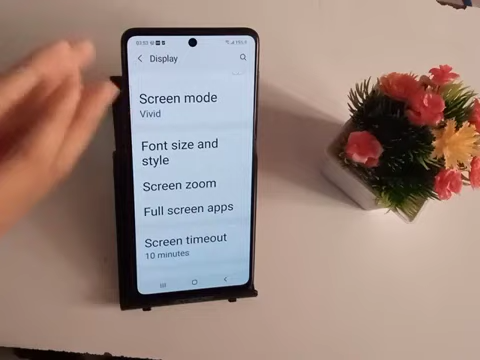 Display
Screen mode
Vivid
Font size and
style
Screen zoom
Full screen apps
Screen timeout
10 minutes